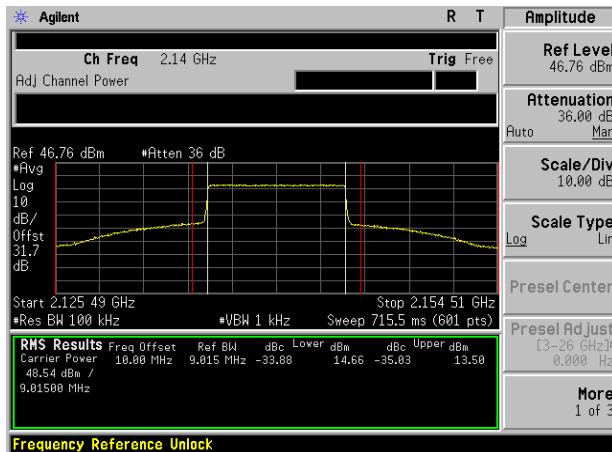 Agilent R T Amplitude
Ch Freq 2.14 GHz Trig Free
Adj Channel Power
Ref Level
46.76 dBm
Attenuation
36.00 dB
Auto Man
Scale/Div
10.00 dB
Scale Type
Log Lin
Presel Center
Presel Adjust
[3-26 GHz]
0.000 Hz
More
1 of 3
Ref 46.76 dBm #Atten 36 dB
#Avg
Log
10
dB/
Offst
31.7
dB
Start 2.125 49 GHz Stop 2.154 51 GHz
#Res BW 100 kHz #VBW 1 kHz Sweep 715.5 ms (601 pts)
RMS Results Freq Offset Ref BW dBc Lower dBm dBc Upper dBm
Carrier Power 10.00 MHz 9.015 MHz -33.88 14.66 -35.03 13.50
48.54 dBm /
9.01500 MHz
Frequency Reference Unlock